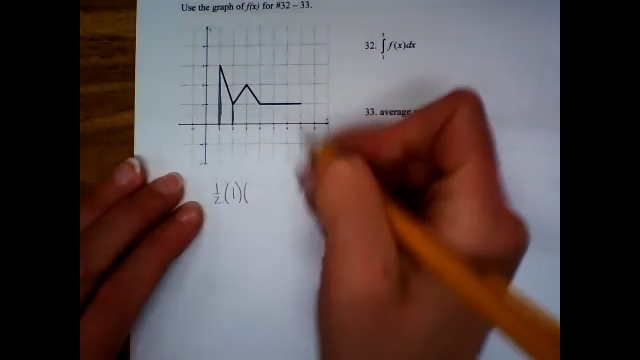 Use the graph of f(x) for #32 – 33.
32. ∫ f(x)dx
33. average
½(1)(